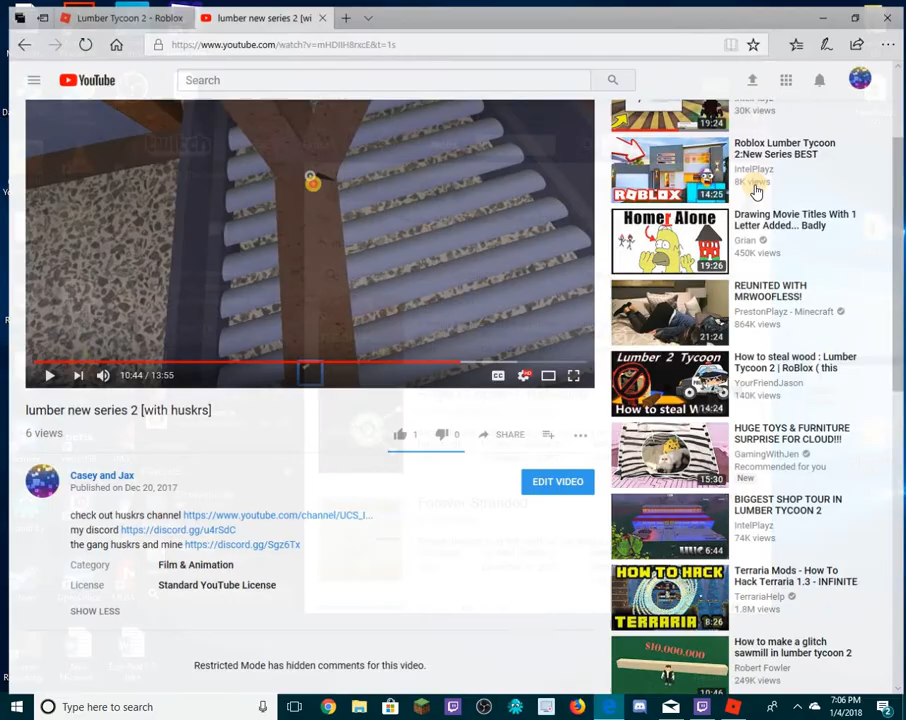 Lumber Tycoon 2 - Roblox
lumber new series 2 [wi
https://www.youtube.com/watch?v=mHDIIH8rxcE&t=1s
YouTube
Search
30K views
19:24
Roblox Lumber Tycoon
2:New Series BEST
IntelPlayz
8K views
ROBLOX
14:25
Homer Alone
19:26
Drawing Movie Titles With 1
Letter Added... Badly
Grian
450K views
REUNITED WITH
MRWOOFLESS!
PrestonPlayz - Minecraft
864K views
21:24
Lumber 2 Tycoon
How to steal W
14:24
How to steal wood : Lumber
Tycoon 2 | RoBlox ( this
YourFriendJason
140K views
10:44 / 13:55
CC
HD
lumber new series 2 [with huskrs]
6 views
1
0
SHARE
HUGE TOYS & FURNITURE
SURPRISE FOR CLOUD!!!
GamingWithJen
Recommended for you
New
15:30
Casey and Jax
Published on Dec 20, 2017
EDIT VIDEO
check out huskrs channel https://www.youtube.com/channel/UCS_I...
my discord https://discord.gg/u4rSdC
the gang huskrs and mine https://discord.gg/Sgz6Tx
Category
Film & Animation
License
Standard YouTube License
SHOW LESS
BIGGEST SHOP TOUR IN
LUMBER TYCOON 2
IntelPlayz
74K views
6:44
HOW TO HACK
TERRARIA
8:26
Terraria Mods - How To
Hack Terraria 1.3 - INFINITE
TerrariaHelp
1.8M views
$10,000,000
10:46
How to make a glitch
sawmill in lumber tycoon 2
Robert Fowler
249K views
Restricted Mode has hidden comments for this video.
Type here to search
7:06 PM
1/4/2018
2